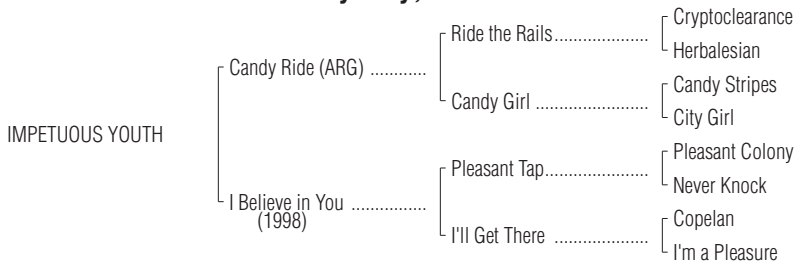 Cryptoclearance
Ride the Rails....................
Herbalesian
Candy Ride (ARG) ............
Candy Stripes
Candy Girl ........................
City Girl
IMPETUOUS YOUTH
Pleasant Colony
Pleasant Tap......................
Never Knock
I Believe in You ................
(1998)
Copelan
I'll Get There ....................
I'm a Pleasure